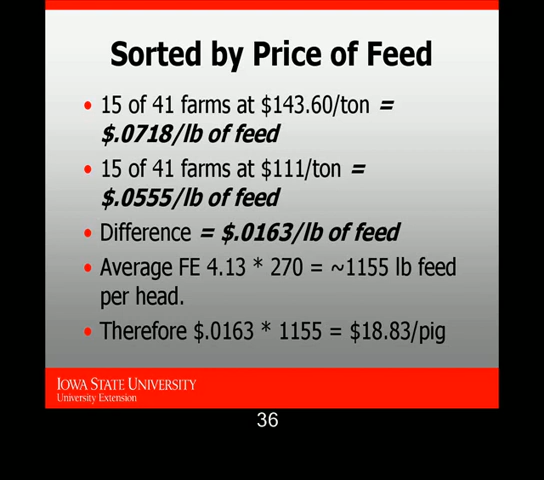 Sorted by Price of Feed
• 15 of 41 farms at $143.60/ton =
$.0718/lb of feed
• 15 of 41 farms at $111/ton =
$.0555/lb of feed
• Difference = $.0163/lb of feed
• Average FE 4.13 * 270 = ~1155 lb feed
per head.
• Therefore $.0163 * 1155 = $18.83/pig
IOWA STATE UNIVERSITY
University Extension
36